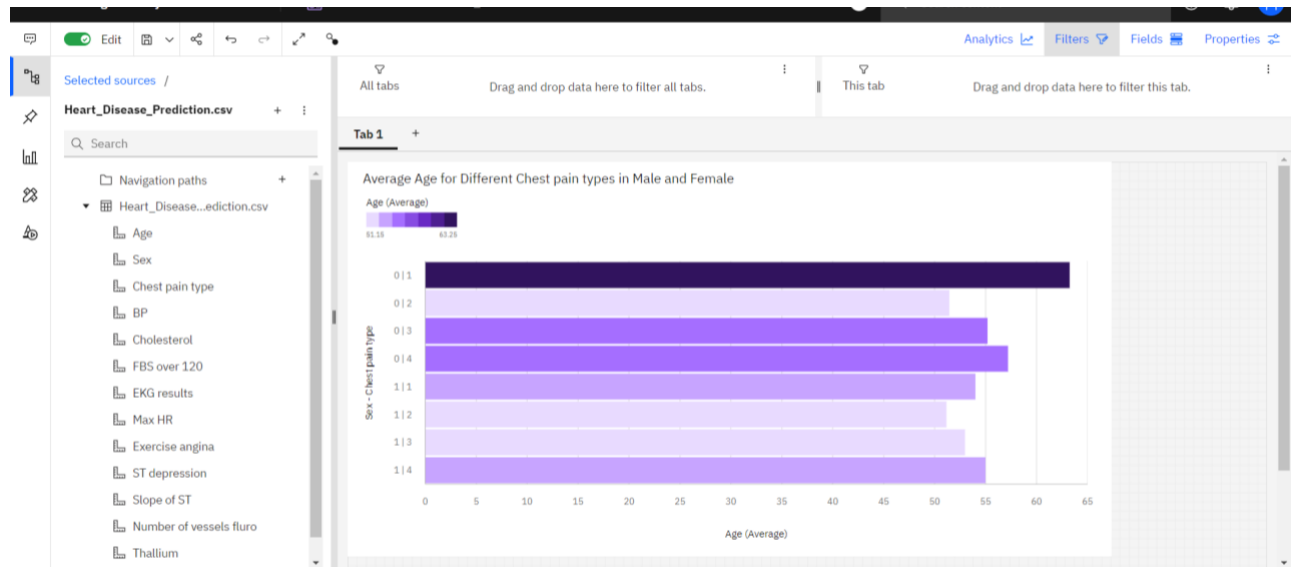 Edit
Analytics
Filters
Fields
Properties
Selected sources /
Heart_Disease_Prediction.csv
Search
Navigation paths
Heart_Disease...ediction.csv
Age
Sex
Chest pain type
BP
Cholesterol
FBS over 120
EKG results
Max HR
Exercise angina
ST depression
Slope of ST
Number of vessels fluro
Thallium
All tabs
Drag and drop data here to filter all tabs.
This tab
Drag and drop data here to filter this tab.
Tab 1
Average Age for Different Chest pain types in Male and Female
Age (Average)
51.15 63.25
Sex - Chest pain type
0|1
0|2
0|3
0|4
1|1
1|2
1|3
1|4
0 5 10 15 20 25 30 35 40 45 50 55 60 65
Age (Average)